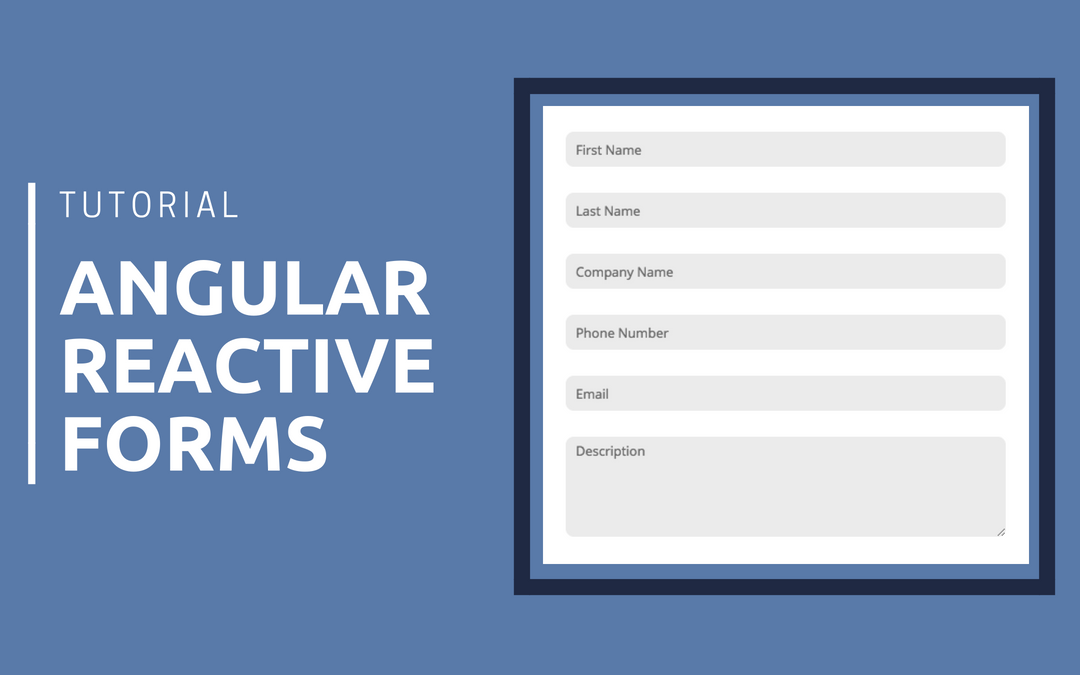 TUTORIAL
ANGULAR
REACTIVE
FORMS
First Name
Last Name
Company Name
Phone Number
Email
Description